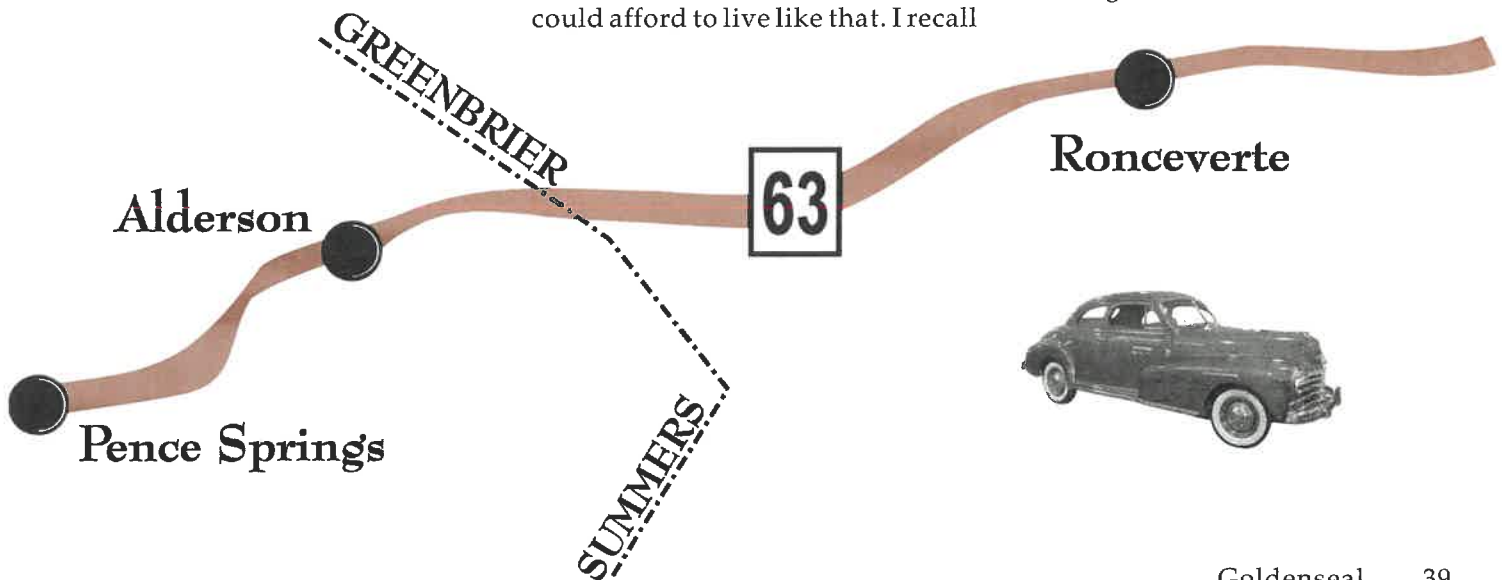 could afford to live like that. I recall
GREENBRIER
Ronceverte
63
Alderson
Pence Springs
SUMMERS
Goldenseal 39